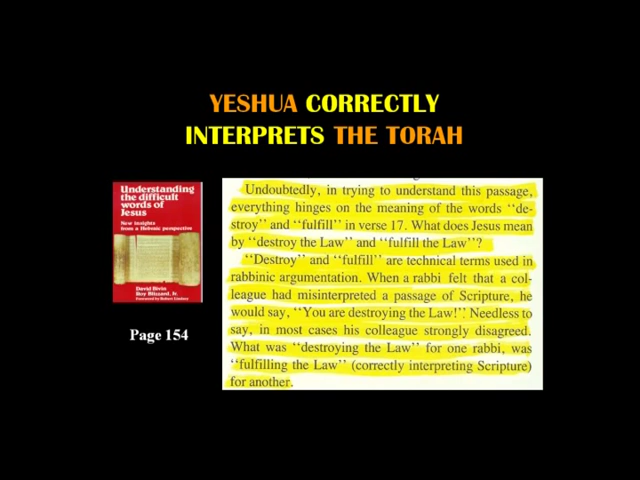 YESHUA CORRECTLY
INTERPRETS THE TORAH
Understanding
the difficult
words of
Jesus
New insights
from a Hebraic perspective
David Bivin
Roy Blizzard, Jr.
Foreword by Robert Lindsey
Page 154
Undoubtedly, in trying to understand this passage,
everything hinges on the meaning of the words ‘‘de-
stroy’’ and ‘‘fulfill’’ in verse 17. What does Jesus mean
by ‘‘destroy the Law’’ and ‘‘fulfill the Law’’?
‘‘Destroy’’ and ‘‘fulfill’’ are technical terms used in
rabbinic argumentation. When a rabbi felt that a col-
league had misinterpreted a passage of Scripture, he
would say, ‘‘You are destroying the Law!’’ Needless to
say, in most cases his colleague strongly disagreed.
What was ‘‘destroying the Law’’ for one rabbi, was
‘‘fulfilling the Law’’ (correctly interpreting Scripture)
for another.